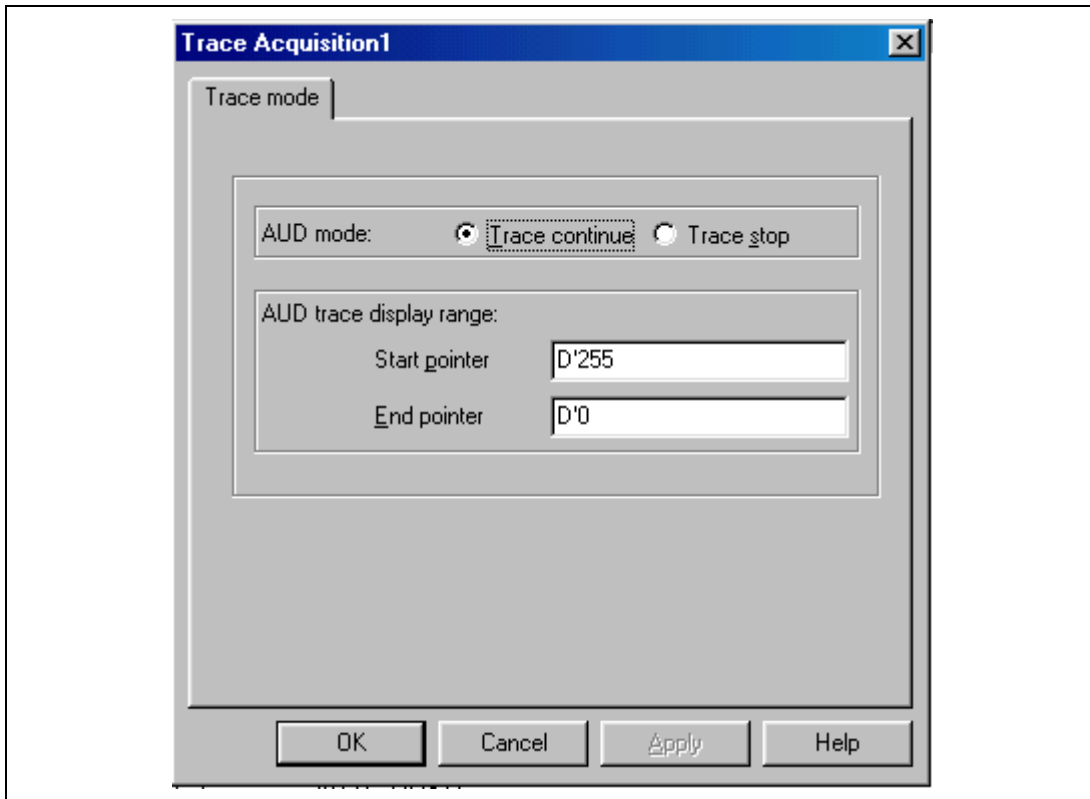 Trace Acquisition1
Trace mode
AUD mode: Trace continue Trace stop
AUD trace display range:
Start pointer D'255
End pointer D'0
OK Cancel Apply Help